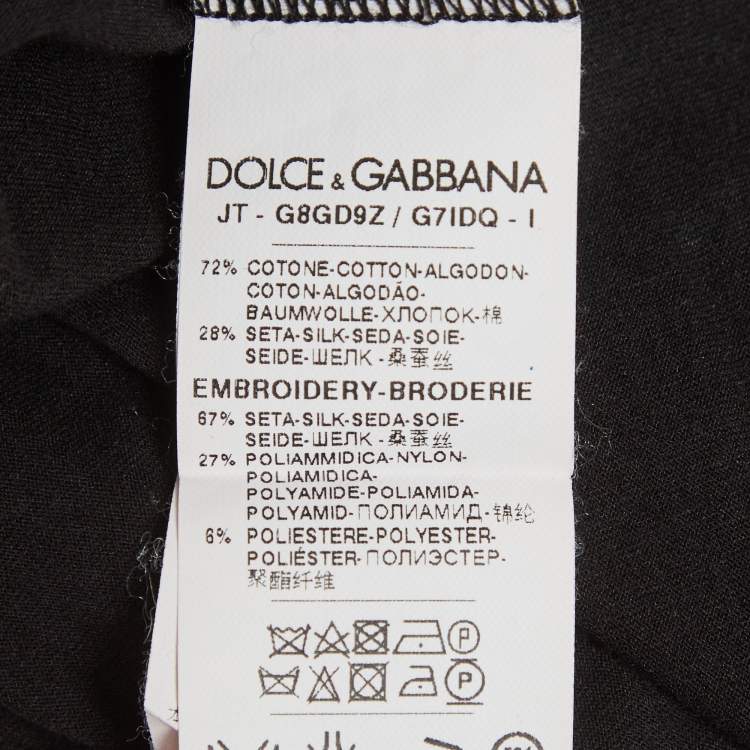 DOLCE & GABBANA
JT - G8GD9Z / G7IDQ - I
72% COTONE-COTTON-ALGODON-
COTON-ALGODÃO-
BAUMWOLLE-ХЛОПОК-棉
28% SETA-SILK-SEDA-SOIE-
SEIDE-ШЕЛК-桑蚕丝
EMBROIDERY-BRODERIE
67% SETA-SILK-SEDA-SOIE-
SEIDE-ШЕЛК-桑蚕丝
27% POLIAMMIDICA-NYLON-
POLIAMIDICA-
POLYAMIDE-POLIAMIDA-
POLYAMID-ПОЛИАМИД-锦纶
6% POLIESTERE-POLYESTER-
POLIÉSTER-ПОЛИЭСТЕР-
聚酯纤维
P
P